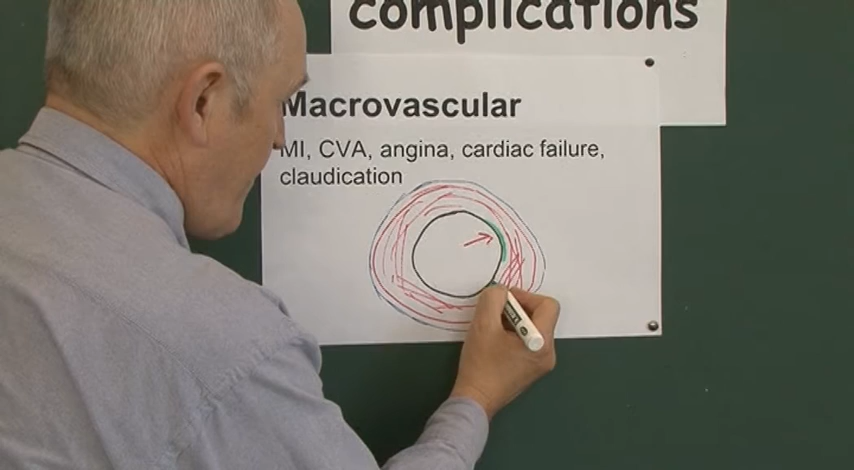 complications
Macrovascular
MI, CVA, angina, cardiac failure,
claudication